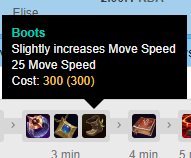 Elise
Boots
Slightly increases Move Speed
25 Move Speed
Cost: 300 (300)
3 min
4 min